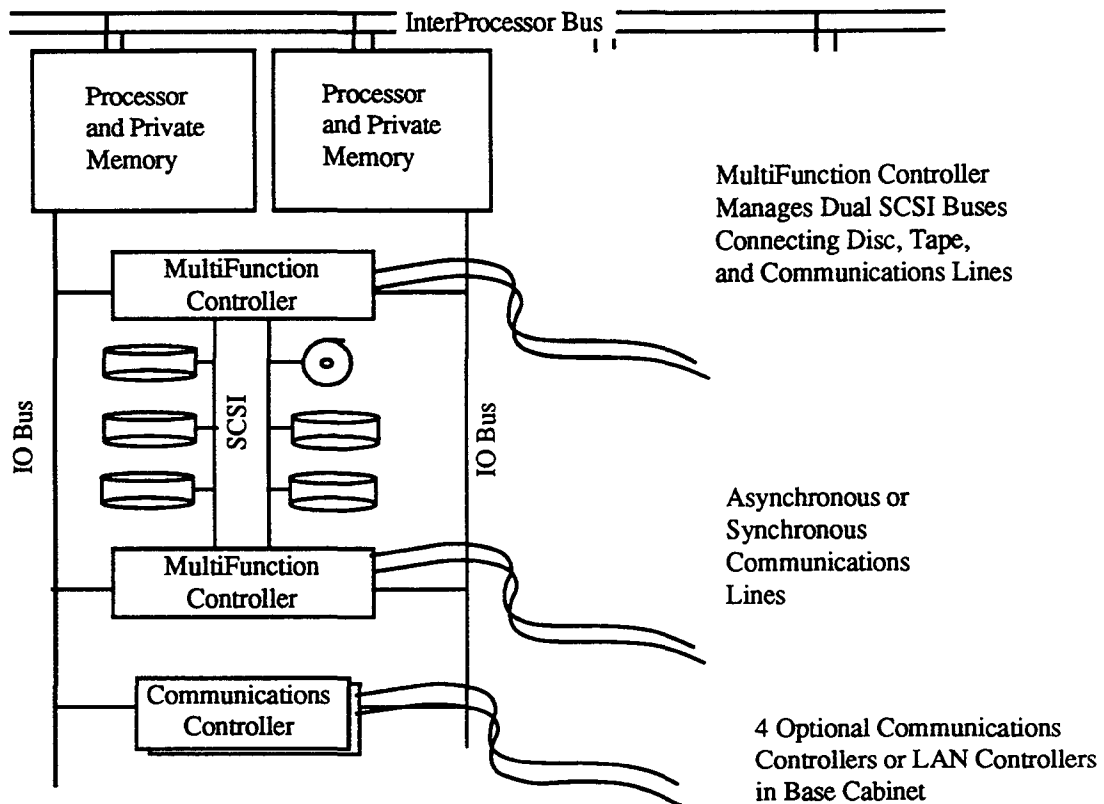 InterProcessor Bus
Processor
and Private
Memory
Processor
and Private
Memory
MultiFunction Controller
Manages Dual SCSI Buses
Connecting Disc, Tape,
and Communications Lines
MultiFunction
Controller
IO Bus
SCSI
IO Bus
Asynchronous or
Synchronous
Communications
Lines
MultiFunction
Controller
Communications
Controller
4 Optional Communications
Controllers or LAN Controllers
in Base Cabinet